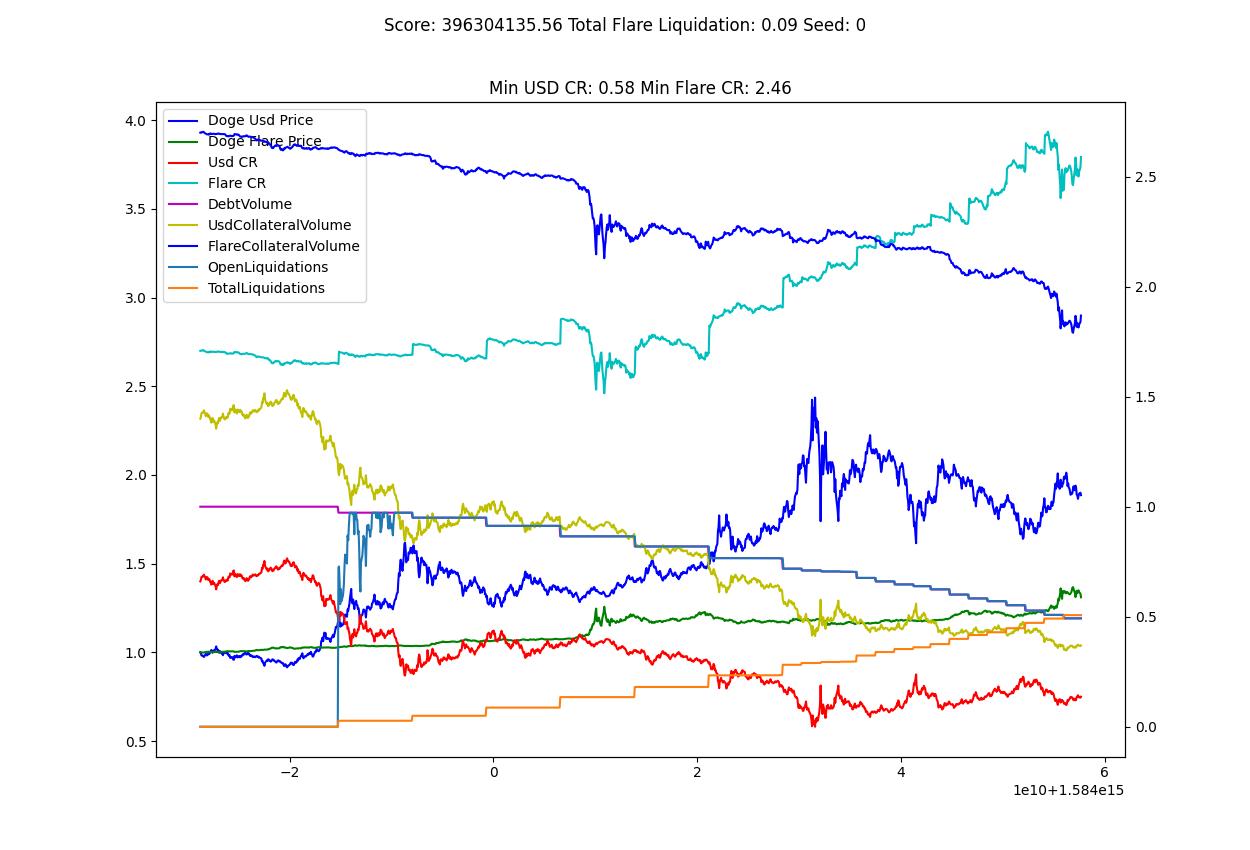 Score: 396304135.56 Total Flare Liquidation: 0.09 Seed: 0
Min USD CR: 0.58 Min Flare CR: 2.46
Doge Usd Price
Doge Flare Price
Usd CR
Flare CR
DebtVolume
UsdCollateralVolume
FlareCollateralVolume
OpenLiquidations
TotalLiquidations
4.0
3.5
3.0
2.5
2.0
1.5
1.0
0.5
2.5
2.0
1.5
1.0
0.5
0.0
−2 0 2 4 6
1e10+1.584e15